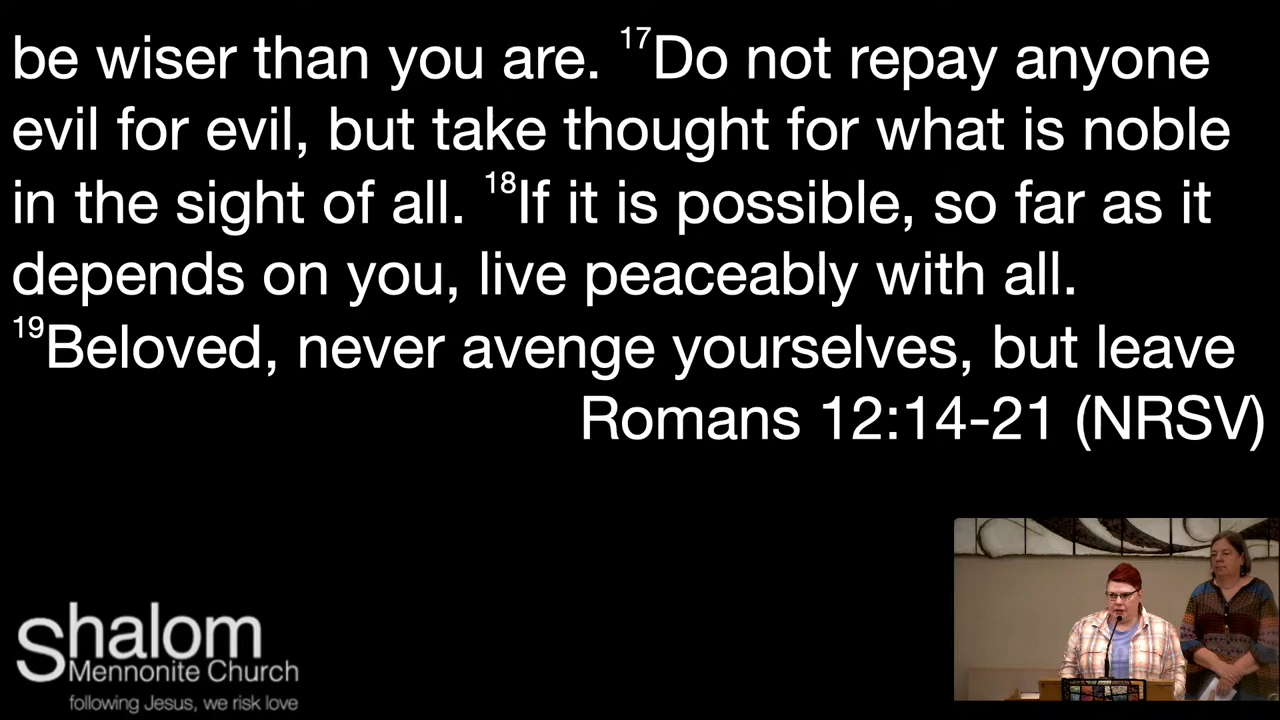 be wiser than you are. 17Do not repay anyone
evil for evil, but take thought for what is noble
in the sight of all. 18If it is possible, so far as it
depends on you, live peaceably with all.
19Beloved, never avenge yourselves, but leave
Romans 12:14-21 (NRSV)
Shalom
Mennonite Church
following Jesus, we risk love